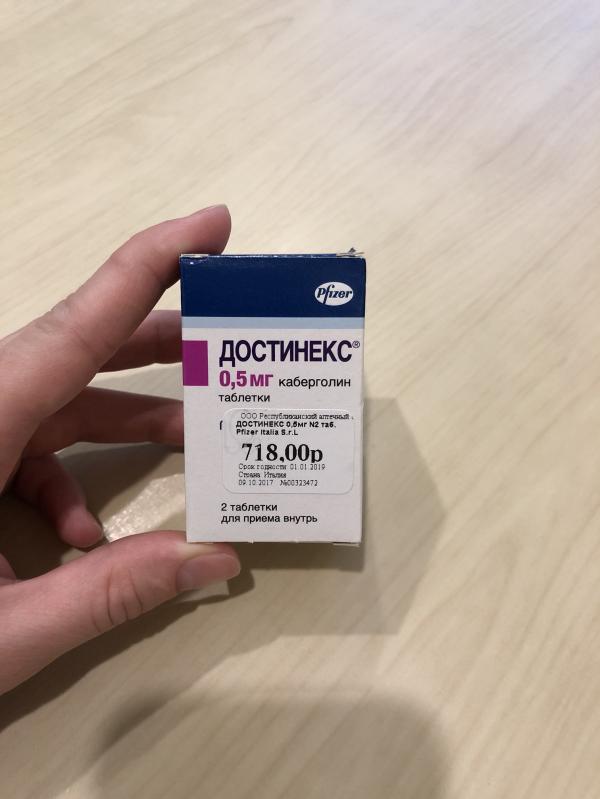 Pfizer
ДОСТИНЕКС®
0,5 мг каберголин
таблетки
ООО Республиканский аптечный
ДОСТИНЕКС 0,5мг N2 таб.
Pfizer Italia S.r.L
718,00р
Срок годности 01.01.2019
Страна Италия
09.10.2017 №00323472
2 таблетки
для приема внутрь